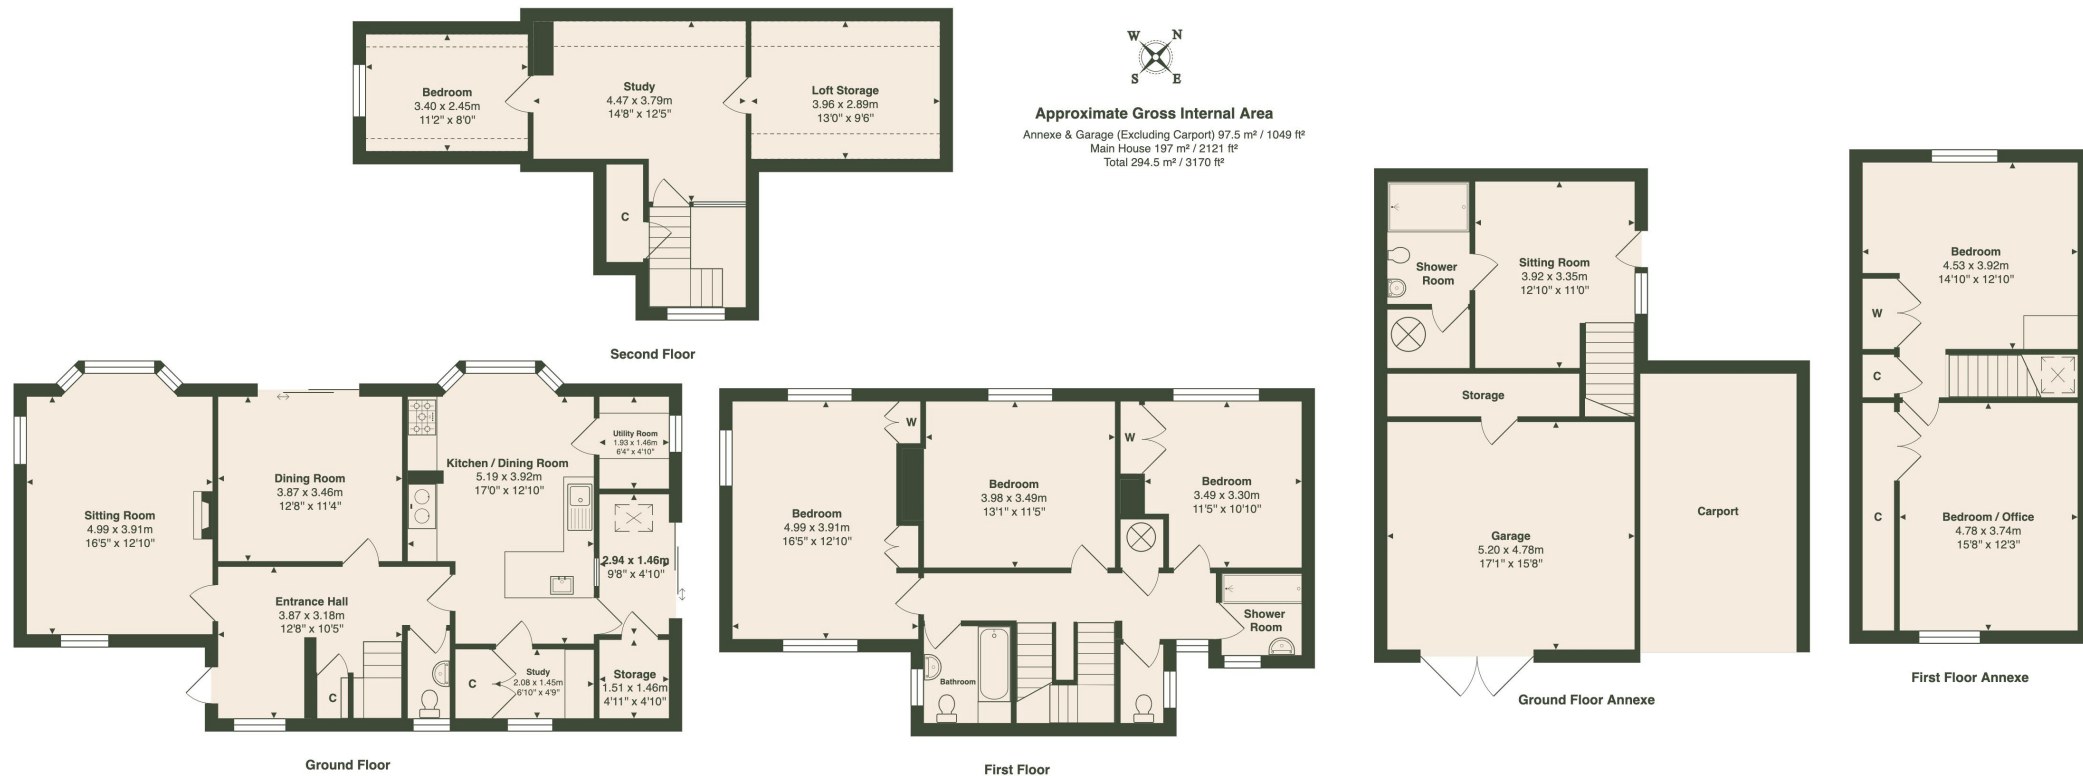 Bedroom
3.40 x 2.45m
11'2" x 8'0"
Study
4.47 x 3.79m
14'8" x 12'5"
Loft Storage
3.96 x 2.89m
13'0" x 9'6"
C
Second Floor
W N
S E
Approximate Gross Internal Area
Annexe & Garage (Excluding Carport) 97.5 m² / 1049 ft²
Main House 197 m² / 2121 ft²
Total 294.5 m² / 3170 ft²
Sitting Room
4.99 x 3.91m
16'5" x 12'10"
Dining Room
3.87 x 3.46m
12'8" x 11'4"
Kitchen / Dining Room
5.19 x 3.92m
17'0" x 12'10"
Utility Room
1.93 x 1.46m
6'4" x 4'10"
2.94 x 1.46m
9'8" x 4'10"
Entrance Hall
3.87 x 3.18m
12'8" x 10'5"
C
C
Study
2.08 x 1.45m
6'10" x 4'9"
Storage
1.51 x 1.46m
4'11" x 4'10"
Ground Floor
Bedroom
4.99 x 3.91m
16'5" x 12'10"
W
Bedroom
3.98 x 3.49m
13'1" x 11'5"
W
Bedroom
3.49 x 3.30m
11'5" x 10'10"
Shower
Room
Bathroom
First Floor
Shower
Room
Sitting Room
3.92 x 3.35m
12'10" x 11'0"
Storage
Garage
5.20 x 4.78m
17'1" x 15'8"
Carport
Ground Floor Annexe
Bedroom
4.53 x 3.92m
14'10" x 12'10"
W
C
C
Bedroom / Office
4.78 x 3.74m
15'8" x 12'3"
First Floor Annexe